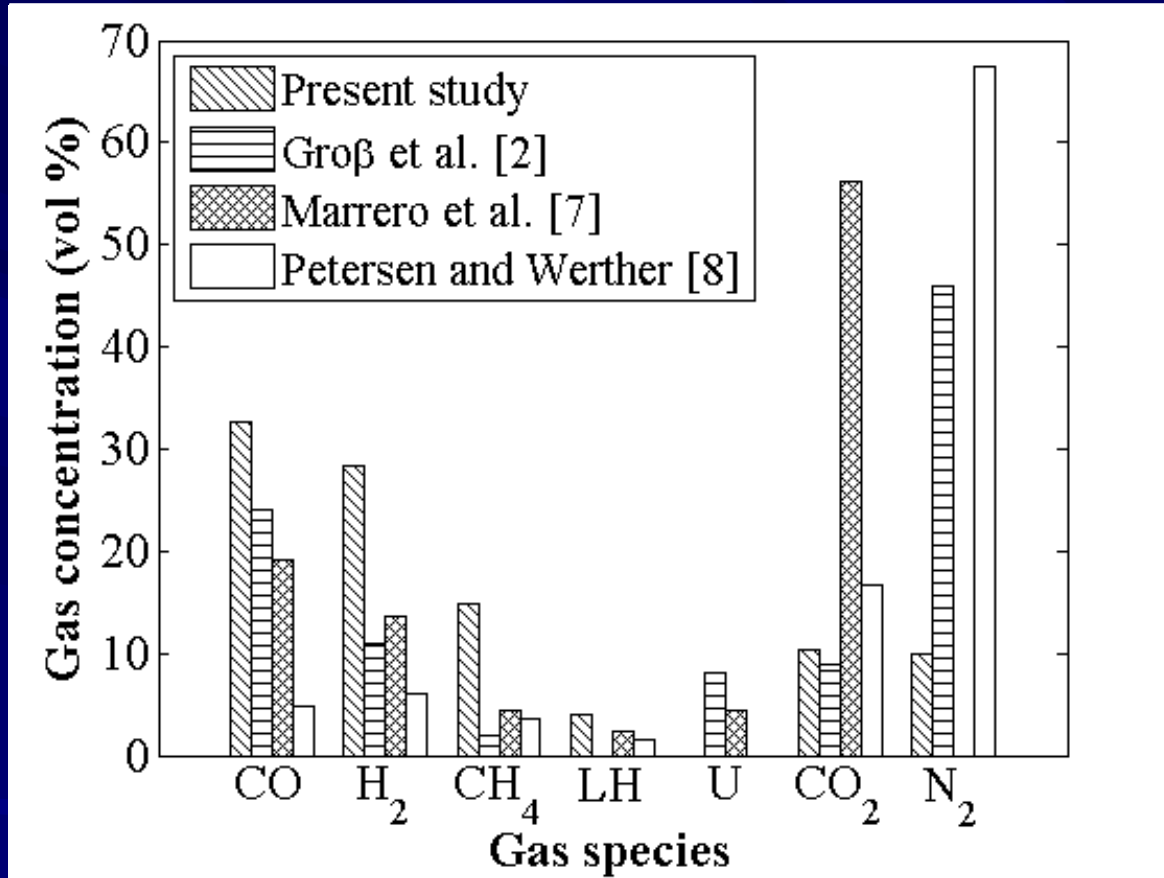 70
60
50
40
30
20
10
0
Gas concentration (vol %)
Present study
Groβ et al. [2]
Marrero et al. [7]
Petersen and Werther [8]
CO H₂ CH₄ LH U CO₂ N₂
Gas species